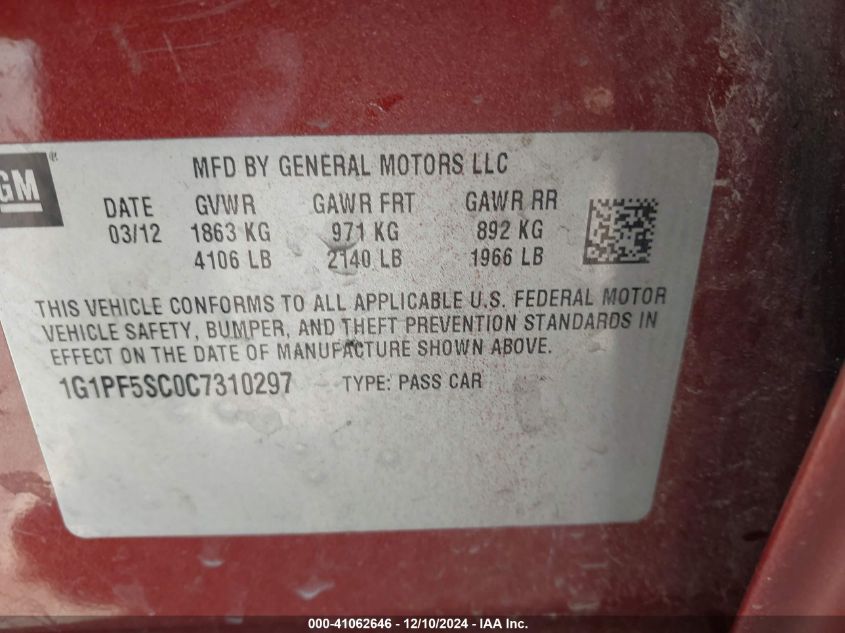 GM®
MFD BY GENERAL MOTORS LLC
DATE GVWR GAWR FRT GAWR RR
03/12 1863 KG 971 KG 892 KG
4106 LB 2140 LB 1966 LB
THIS VEHICLE CONFORMS TO ALL APPLICABLE U.S. FEDERAL MOTOR
VEHICLE SAFETY, BUMPER, AND THEFT PREVENTION STANDARDS IN
EFFECT ON THE DATE OF MANUFACTURE SHOWN ABOVE.
1G1PF5SC0C7310297 TYPE: PASS CAR
000-41062646 - 12/10/2024 - IAA Inc.